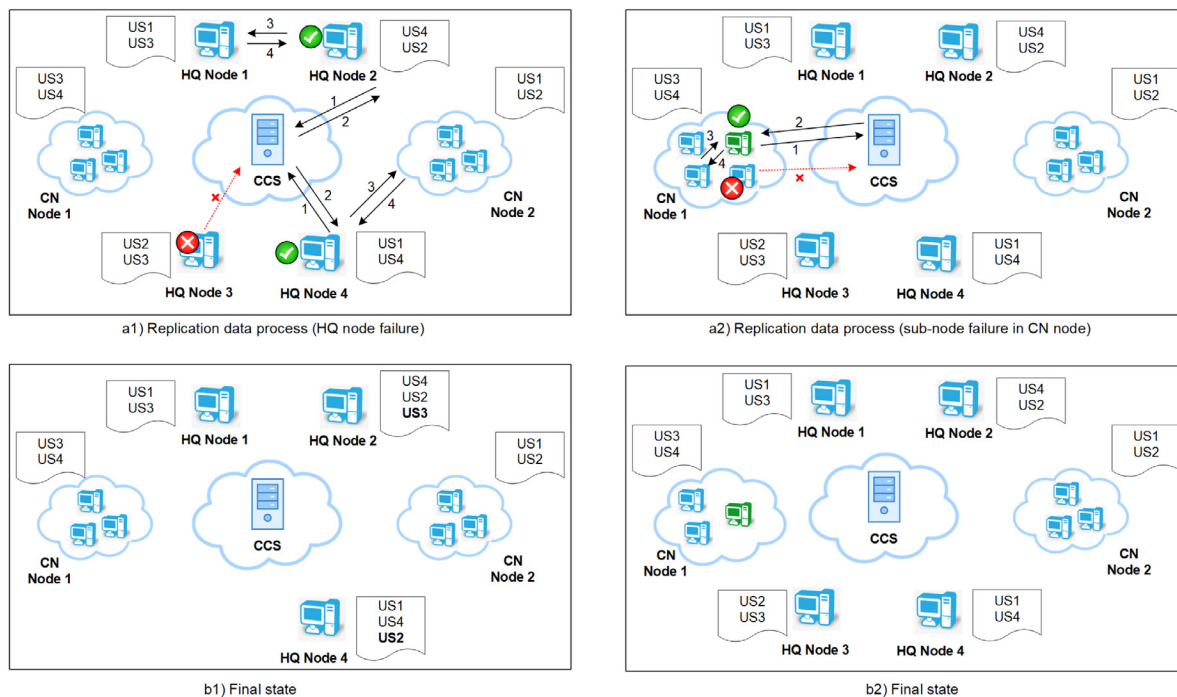 US1
US3
3
4
HQ Node 1
HQ Node 2
US4
US2
US3
US4
US1
US2
1
2
CCS
CN
Node 1
CN
Node 2
2
1
3
4
US2
US3
HQ Node 3
HQ Node 4
US1
US4
a1) Replication data process (HQ node failure)
US1
US3
HQ Node 1
HQ Node 2
US4
US2
US3
US4
US1
US2
3
4
2
1
CCS
CN
Node 1
CN
Node 2
US2
US3
HQ Node 3
HQ Node 4
US1
US4
a2) Replication data process (sub-node failure in CN node)
US1
US3
HQ Node 1
HQ Node 2
US4
US2
US3
US3
US4
US1
US2
CCS
CN
Node 1
CN
Node 2
HQ Node 4
US1
US4
US2
b1) Final state
US1
US3
HQ Node 1
HQ Node 2
US4
US2
US3
US4
US1
US2
CCS
CN
Node 1
CN
Node 2
US2
US3
HQ Node 3
HQ Node 4
US1
US4
b2) Final state